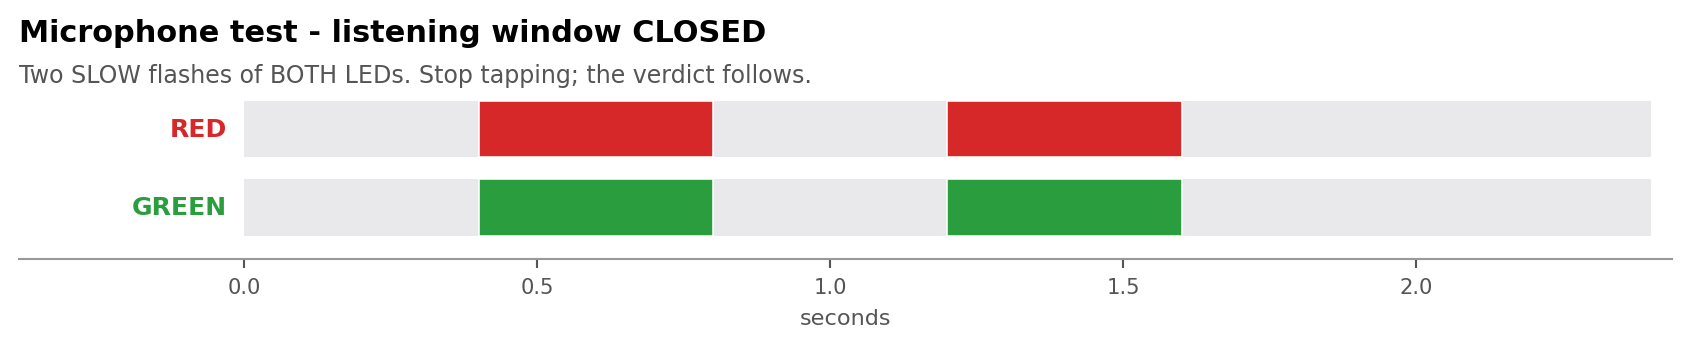 Microphone test - listening window CLOSED
Two SLOW flashes of BOTH LEDs. Stop tapping; the verdict follows.
RED
GREEN
0.0 0.5 1.0 1.5 2.0
seconds